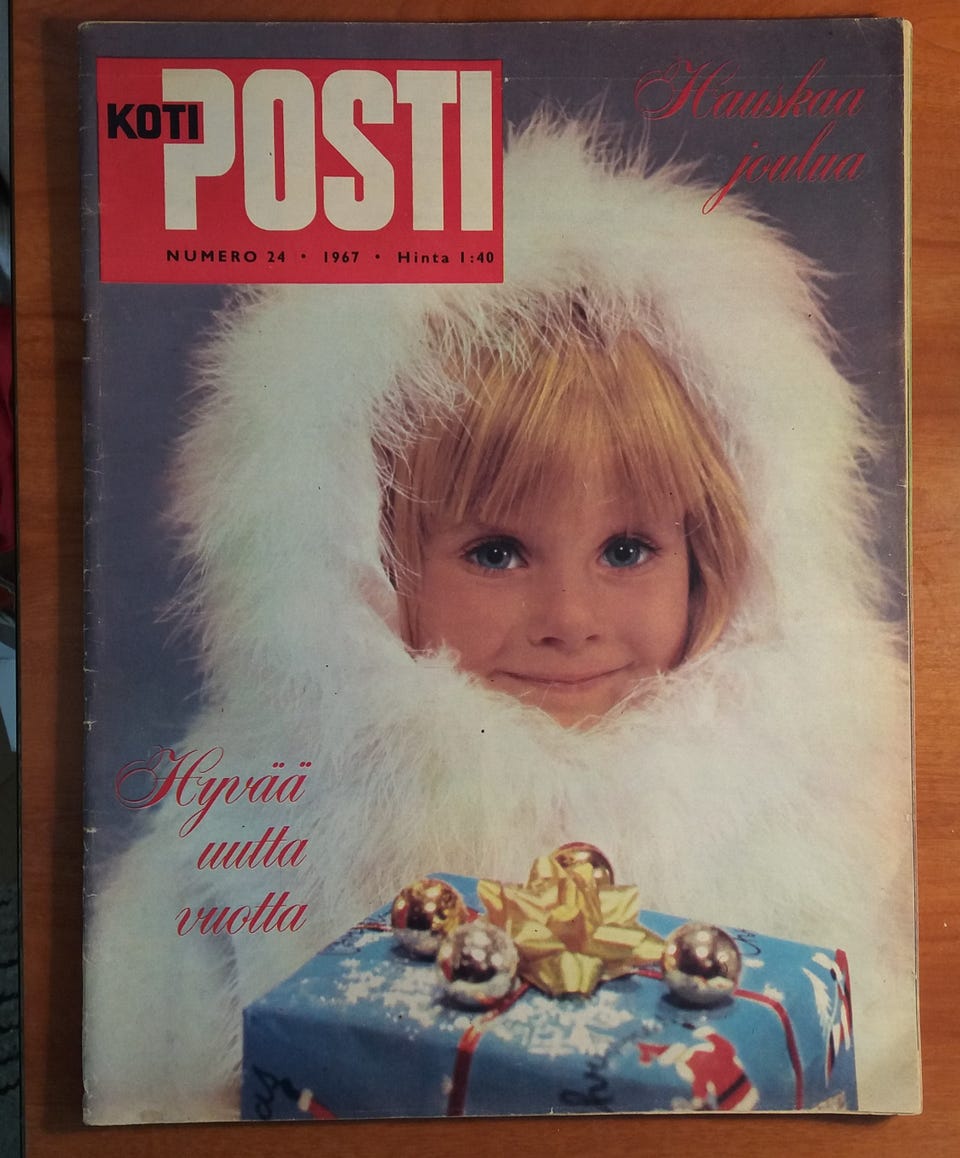 KOTI POSTI
NUMERO 24 • 1967 • Hinta 1:40
Hauskaa
joulua
Hyvää
uutta
vuotta